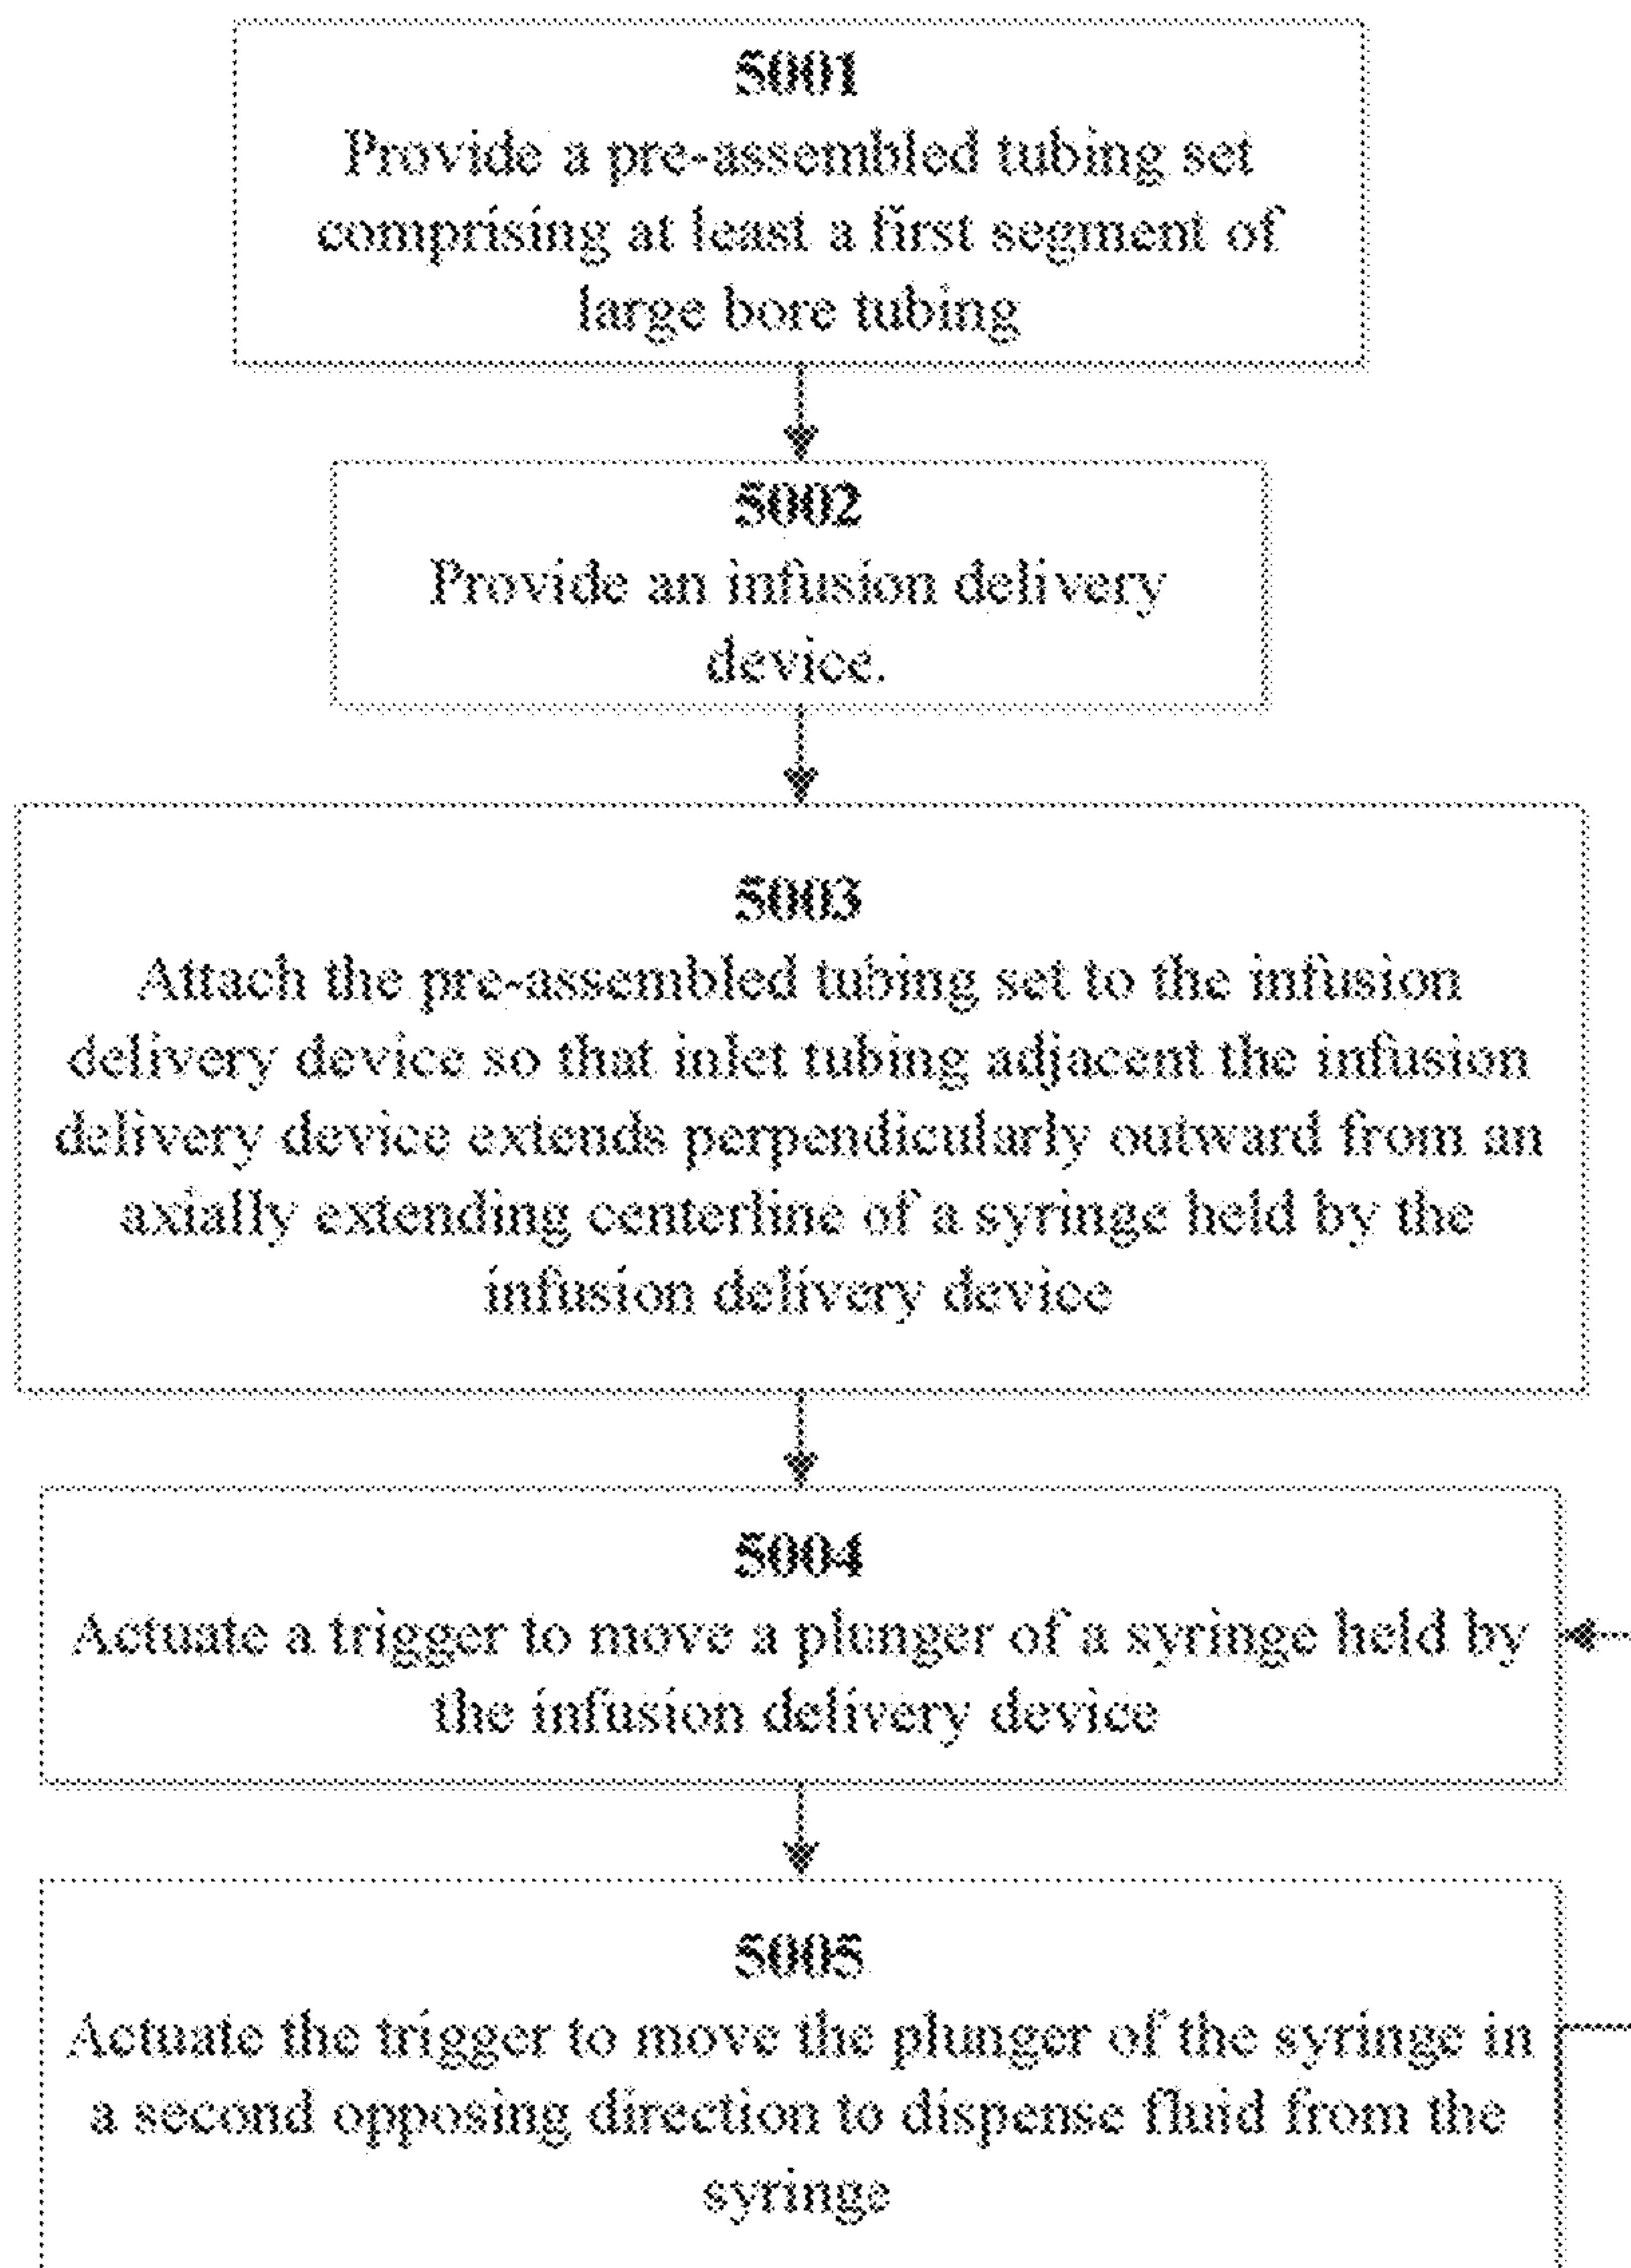 5001
Provide a pre-assembled tubing set
comprising at least a first segment of
large bore tubing
5002
Provide an infusion delivery
device.
5003
Attach the pre-assembled tubing set to the infusion
delivery device so that inlet tubing adjacent the infusion
delivery device extends perpendicularly outward from an
axially extending centerline of a syringe held by the
infusion delivery device
5004
Actuate a trigger to move a plunger of a syringe held by
the infusion delivery device
5005
Actuate the trigger to move the plunger of the syringe in
a second opposing direction to dispense fluid from the
syringe